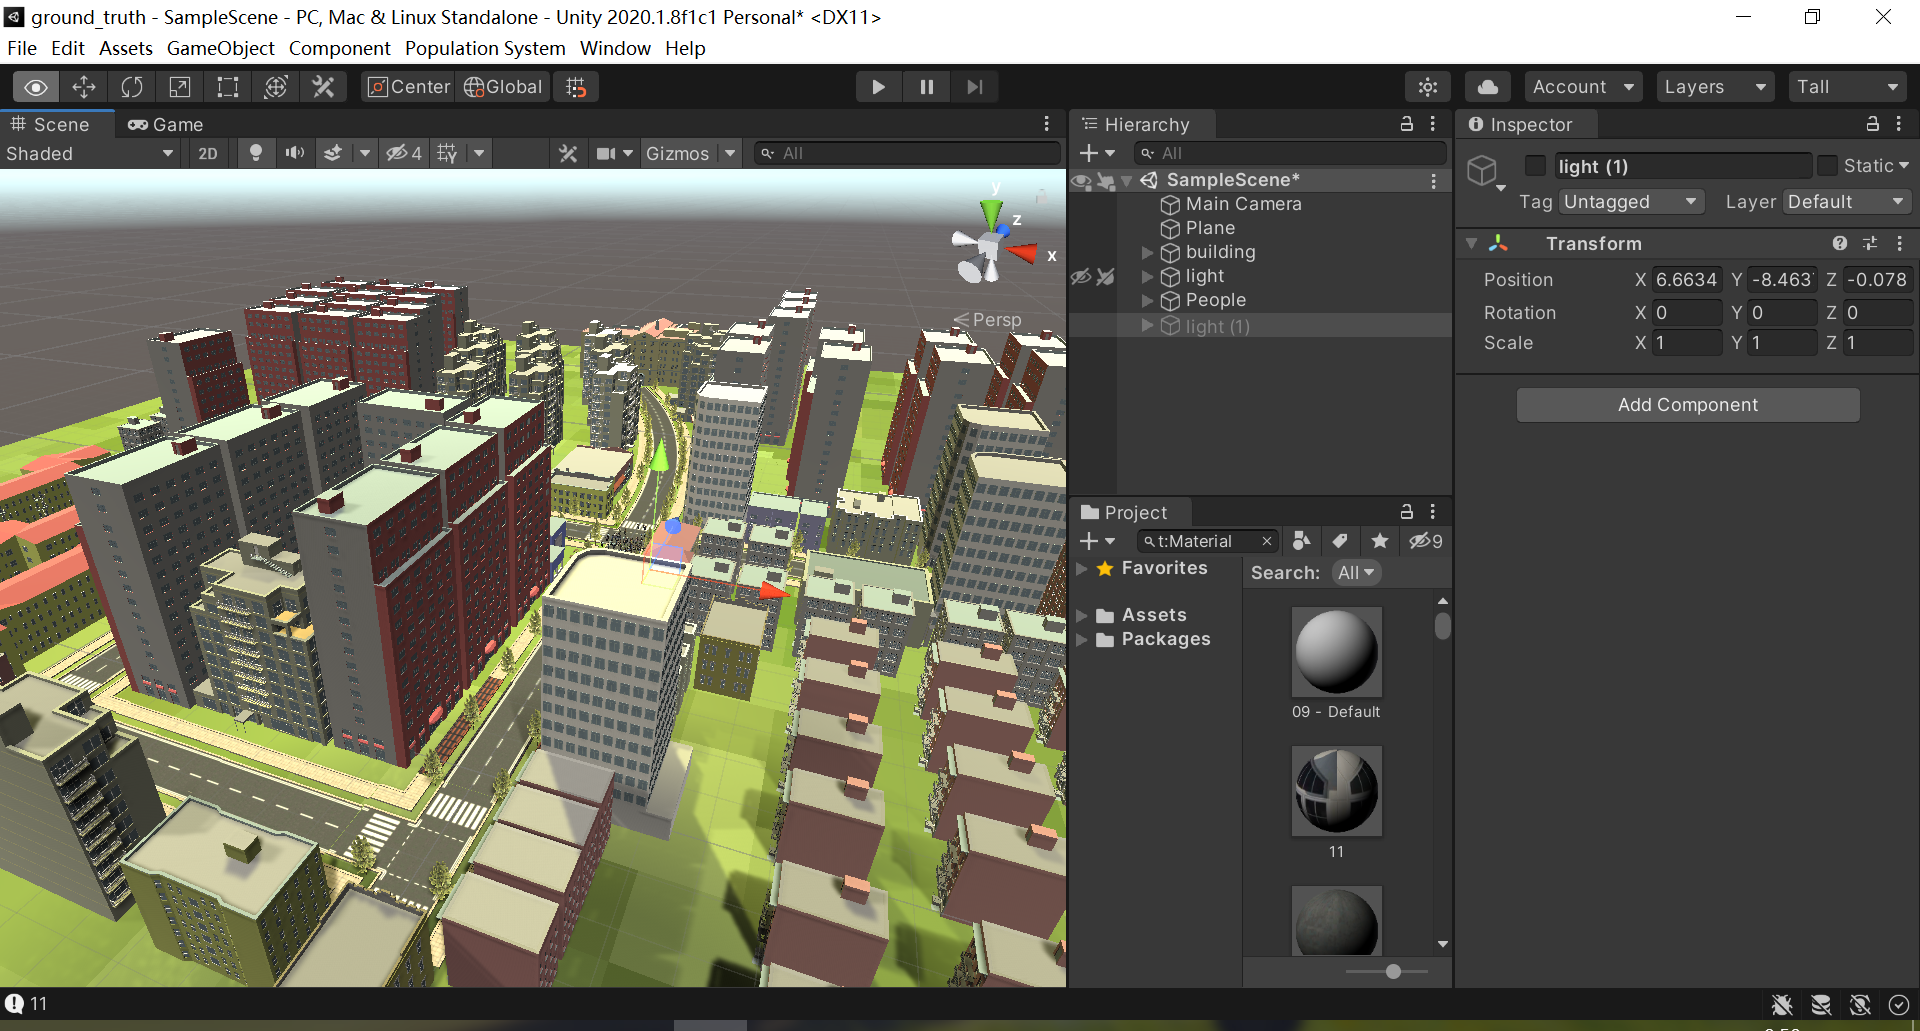 ground_truth - SampleScene - PC, Mac & Linux Standalone - Unity 2020.1.8f1c1 Personal* <DX11>
File Edit Assets GameObject Component Population System Window Help
Center Global Account Layers Tall
Scene Game
Shaded 2D 4 Gizmos All
y
z
x
Persp
Hierarchy
All
SampleScene*
Main Camera
Plane
building
light
People
light (1)
Project
t:Material 9
Favorites
Assets
Packages
Search: All
09 - Default
11
Inspector
light (1) Static
Tag Untagged Layer Default
Transform
Position X 6.6634 Y -8.463 Z -0.078
Rotation X 0 Y 0 Z 0
Scale X 1 Y 1 Z 1
Add Component
11